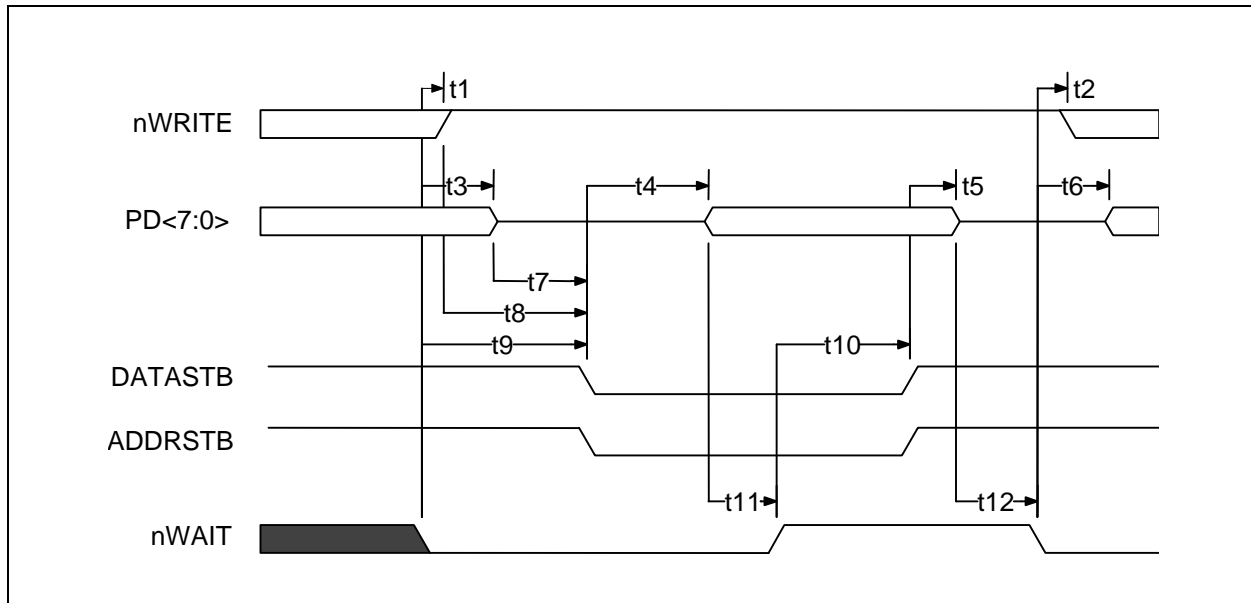 t1 t2
nWRITE
t3 t4 t5 t6
PD<7:0>
t7
t8
t9 t10
DATASTB
ADDRSTB
t11 t12
nWAIT